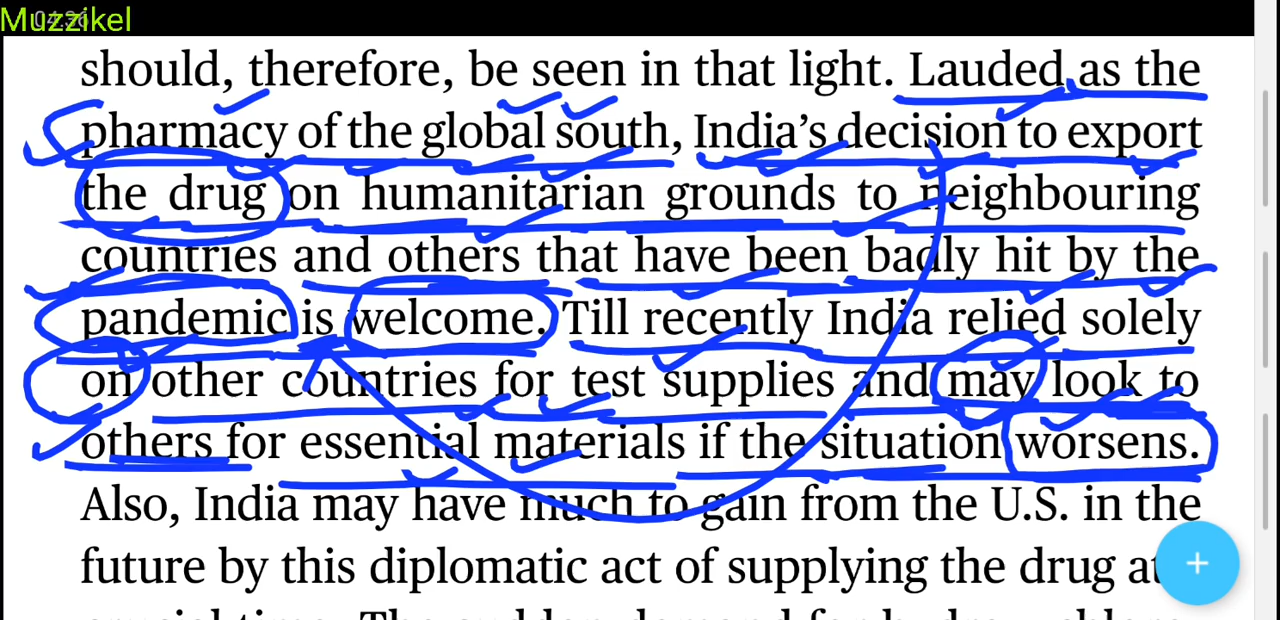 Muzzikel
should, therefore, be seen in that light. Lauded as the
pharmacy of the global south, India's decision to export
the drug on humanitarian grounds to neighbouring
countries and others that have been badly hit by the
pandemic is welcome. Till recently India relied solely
on other countries for test supplies and may look to
others for essential materials if the situation worsens.
Also, India may have much to gain from the U.S. in the
future by this diplomatic act of supplying the drug at